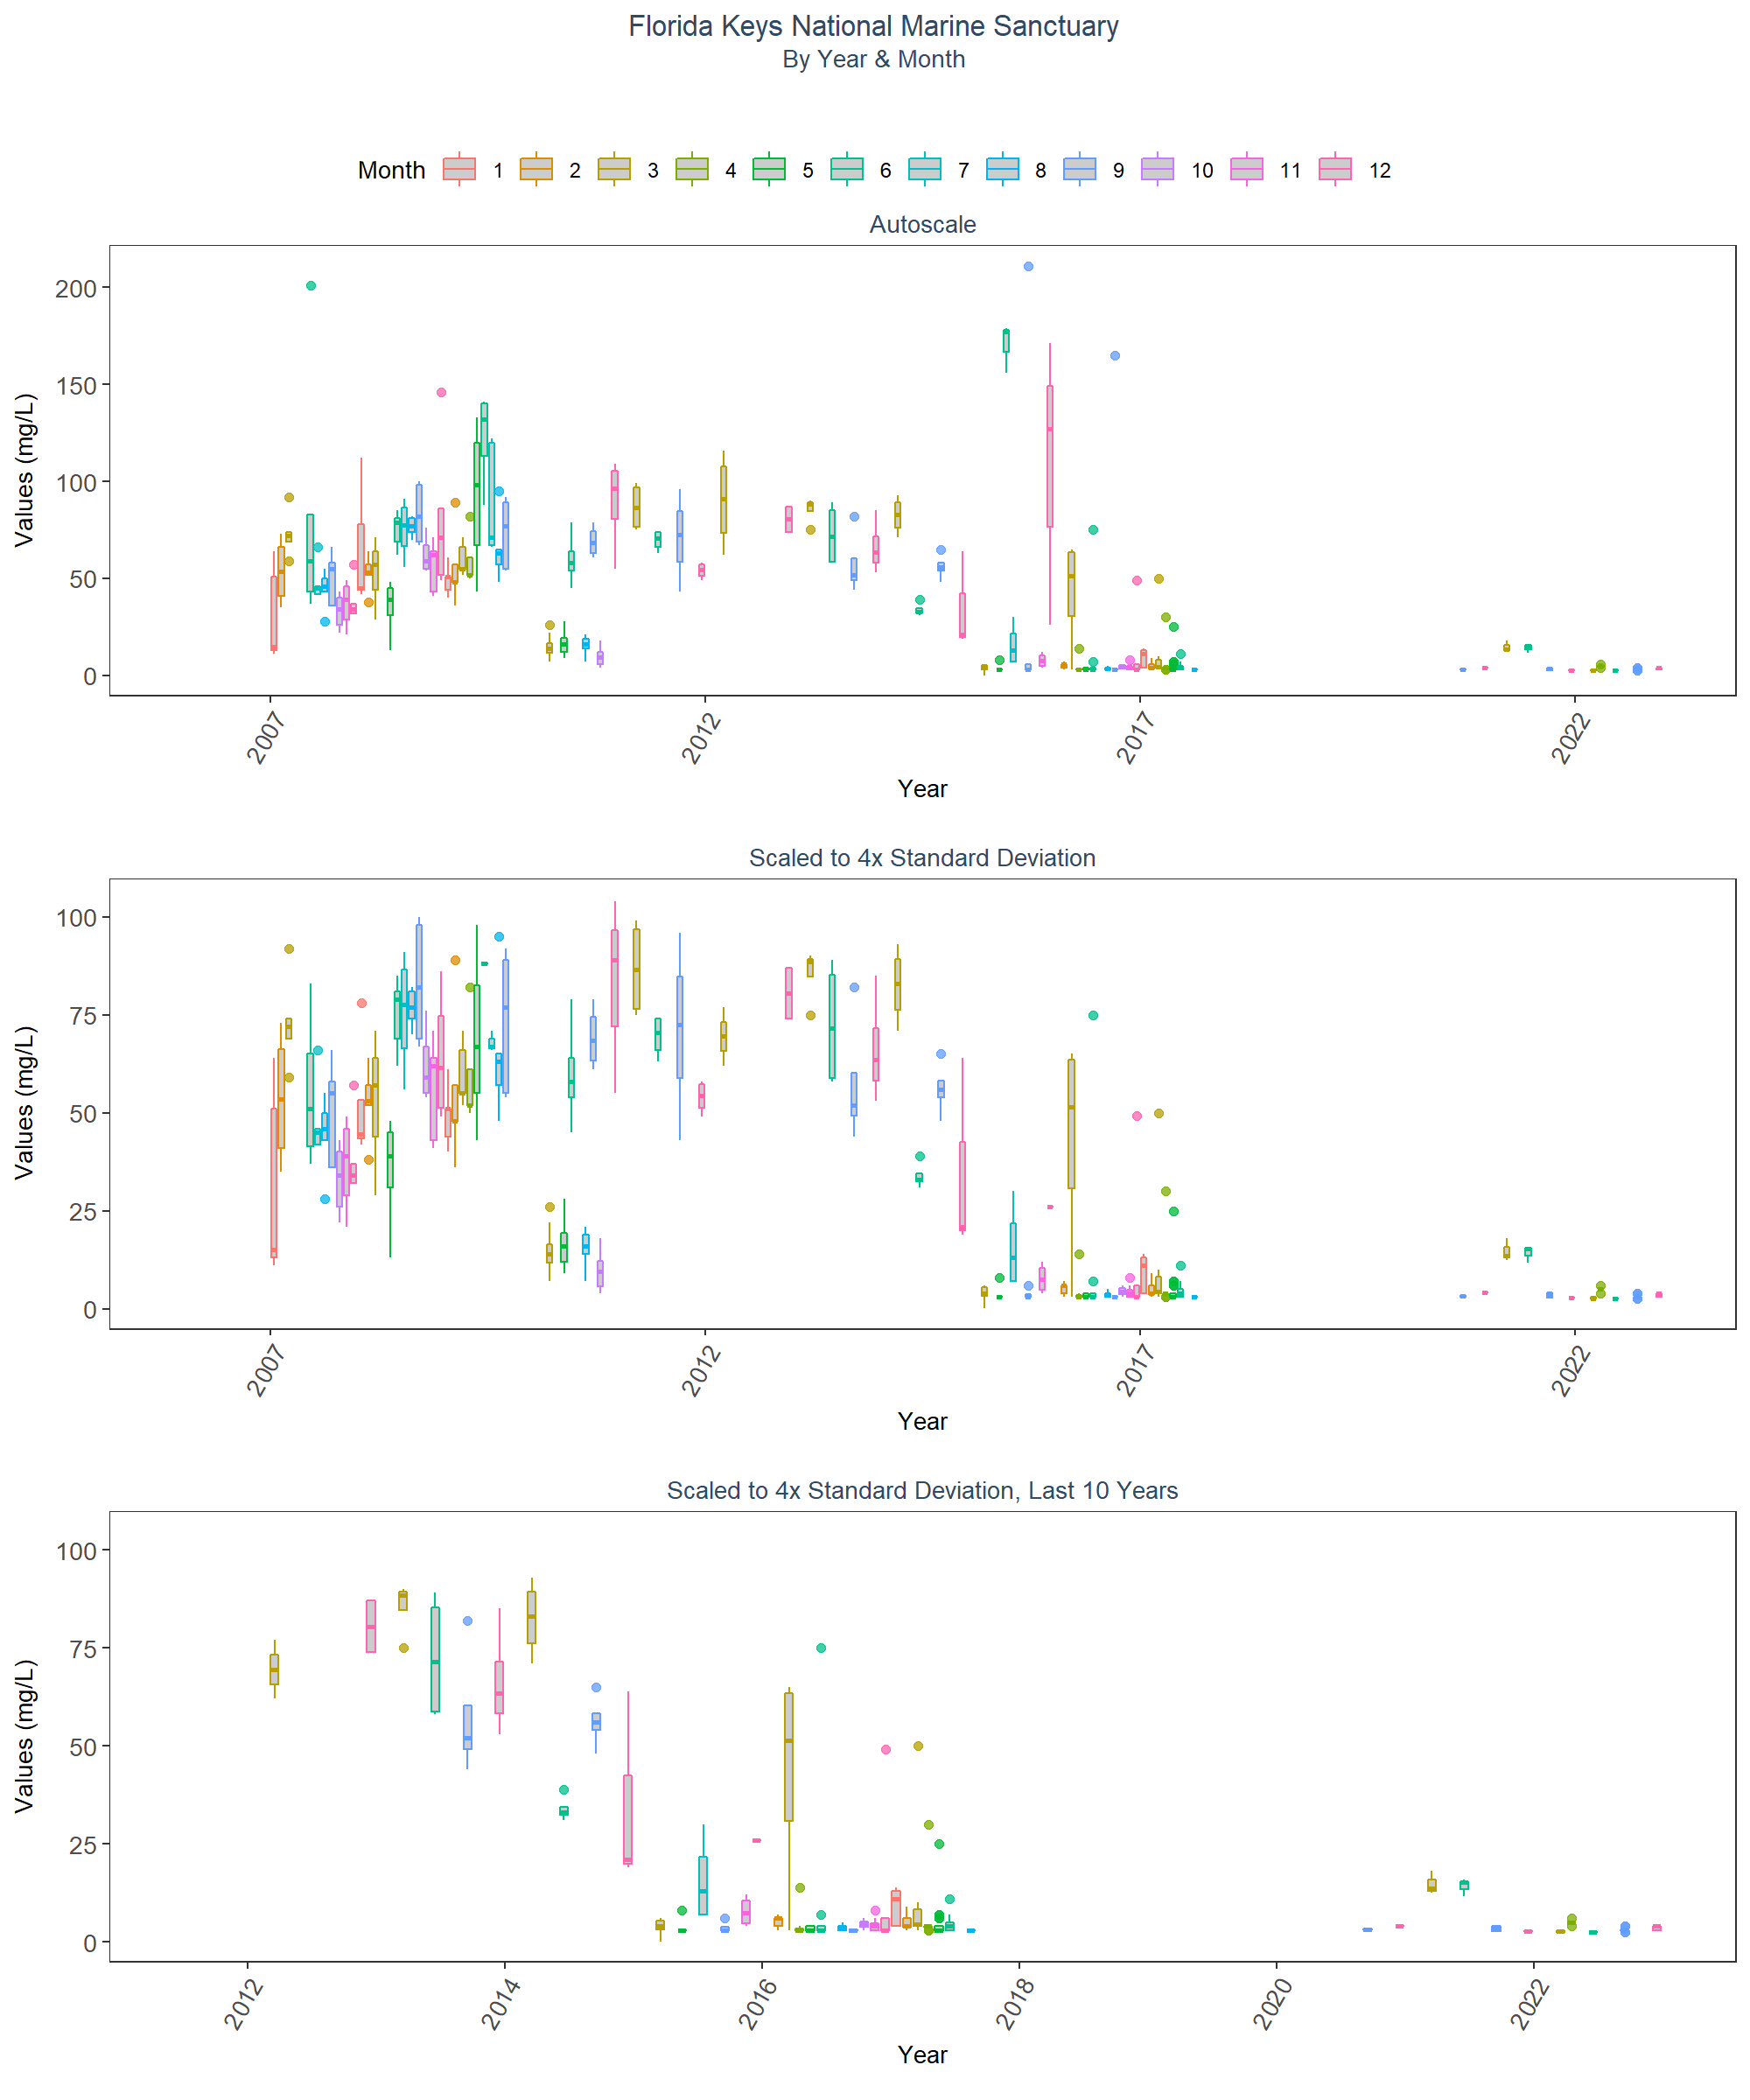 Florida Keys National Marine Sanctuary
By Year & Month
Month 1 2 3 4 5 6 7 8 9 10 11 12
Autoscale
Values (mg/L)
200
150
100
50
0
2007 2012 2017 2022
Year
Scaled to 4x Standard Deviation
Values (mg/L)
100
75
50
25
0
2007 2012 2017 2022
Year
Scaled to 4x Standard Deviation, Last 10 Years
Values (mg/L)
100
75
50
25
0
2012 2014 2016 2018 2020 2022
Year